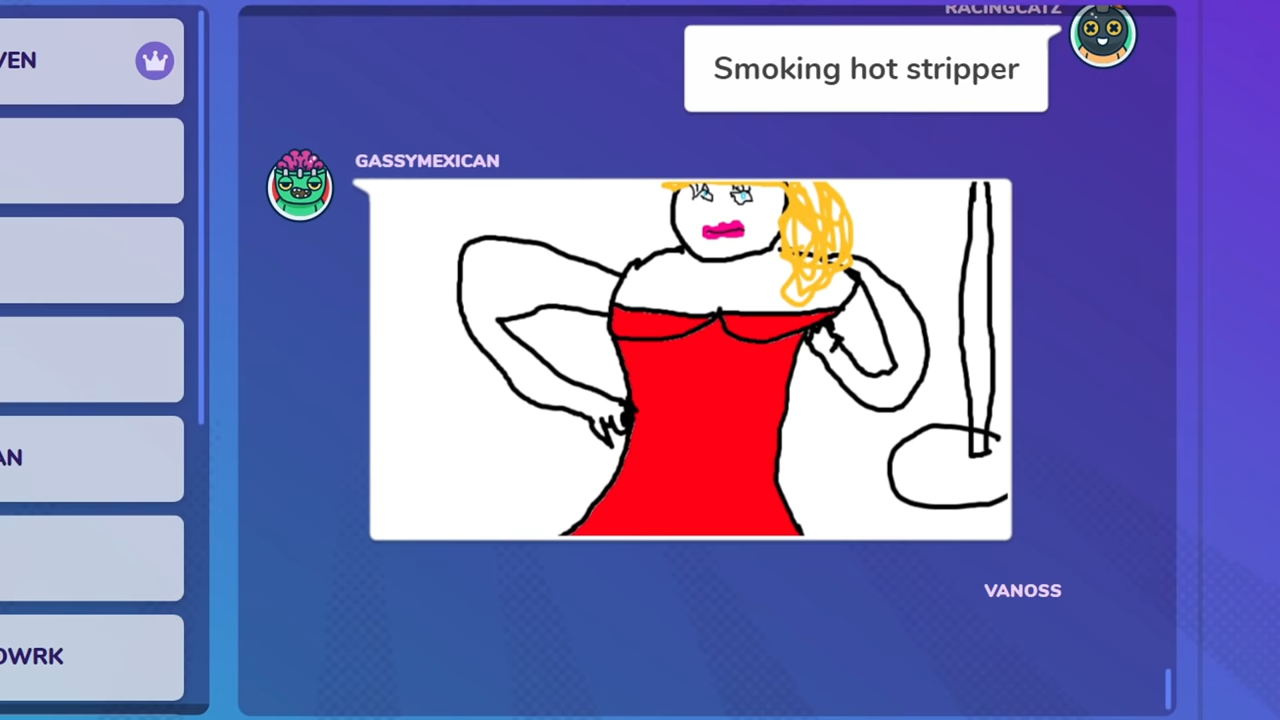 RACINGCATZ
VEN
Smoking hot stripper
GASSYMEXICAN
AN
VANOSS
OWRK